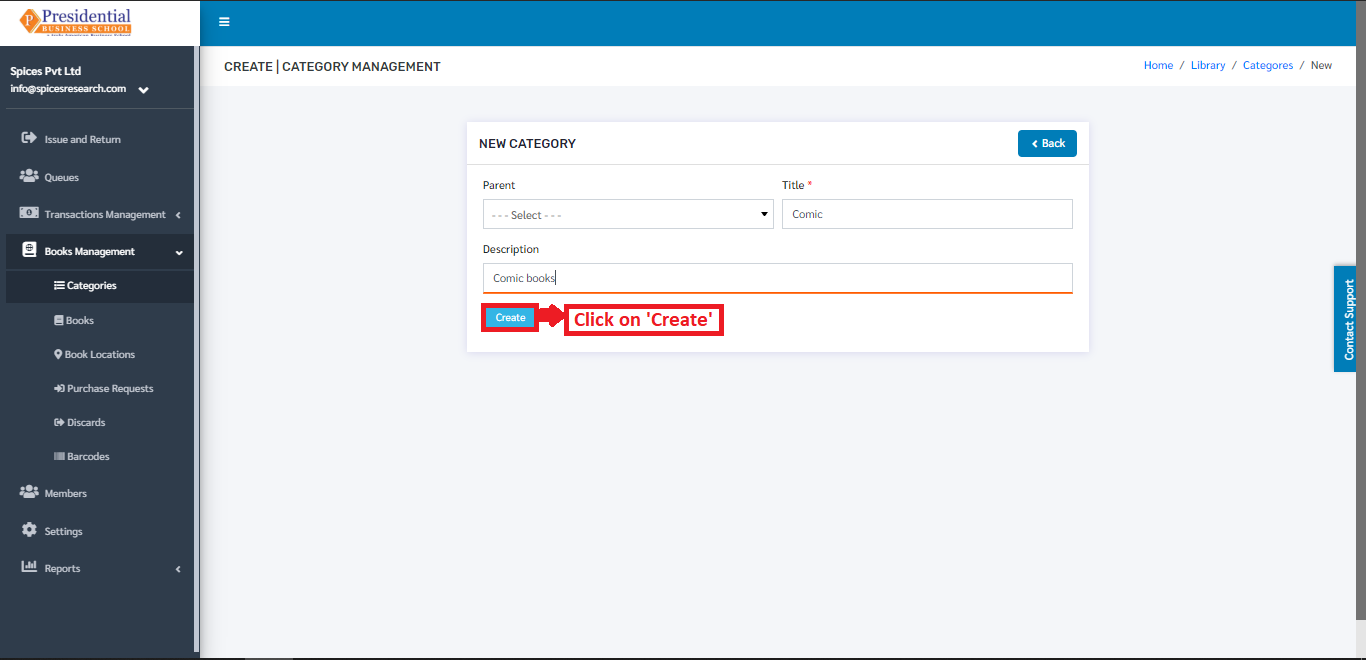 Presidential
BUSINESS SCHOOL
Spices Pvt Ltd
info@spicesresearch.com
Issue and Return
Queues
Transactions Management
Books Management
Categories
Books
Book Locations
Purchase Requests
Discards
Barcodes
Members
Settings
Reports
CREATE | CATEGORY MANAGEMENT
Home / Library / Categores / New
NEW CATEGORY
Back
Parent
Title *
- - - Select - - -
Comic
Description
Comic books
Create
Click on 'Create'
Contact Support